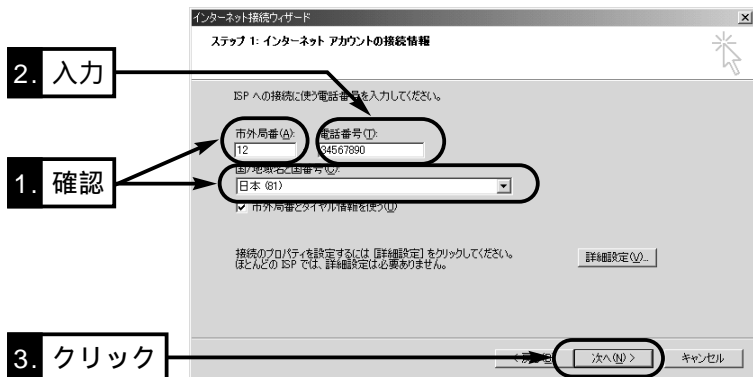 インターネット接続ウィザード
ステップ 1: インターネット アカウントの接続情報
2. 入力
ISP への接続に使う電話番号を入力してください。
市外局番(A): 電話番号(T):
12 34567890
1. 確認
国/地域名と国番号(C):
日本 (81)
市外局番とダイヤル情報を使う(U)
接続のプロパティを設定するには [詳細設定] をクリックしてください。
ほとんどの ISP では、詳細設定は必要ありません。
詳細設定(V)...
3. クリック
次へ(N) > キャンセル